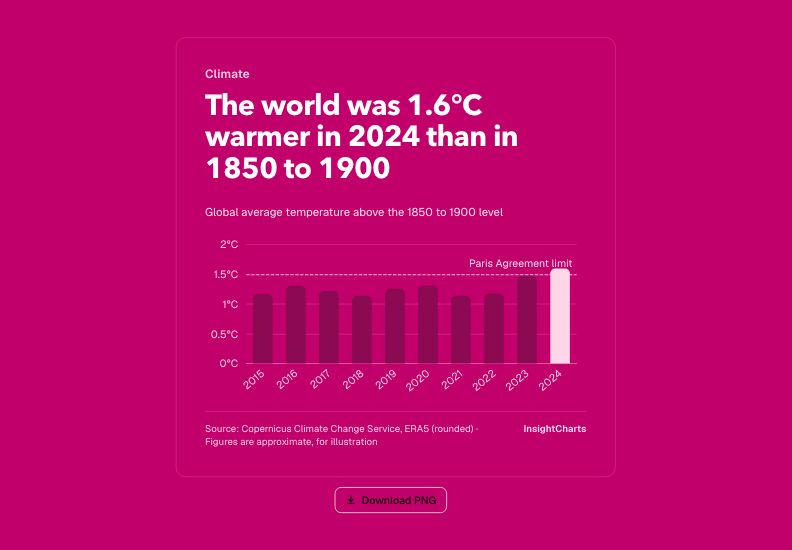 Climate
The world was 1.6°C
warmer in 2024 than in
1850 to 1900
Global average temperature above the 1850 to 1900 level
2°C
Paris Agreement limit
1.5°C
1°C
0.5°C
0°C
2015 2016 2017 2018 2019 2020 2021 2022 2023 2024
Source: Copernicus Climate Change Service, ERA5 (rounded) ·
Figures are approximate, for illustration
InsightCharts
Download PNG